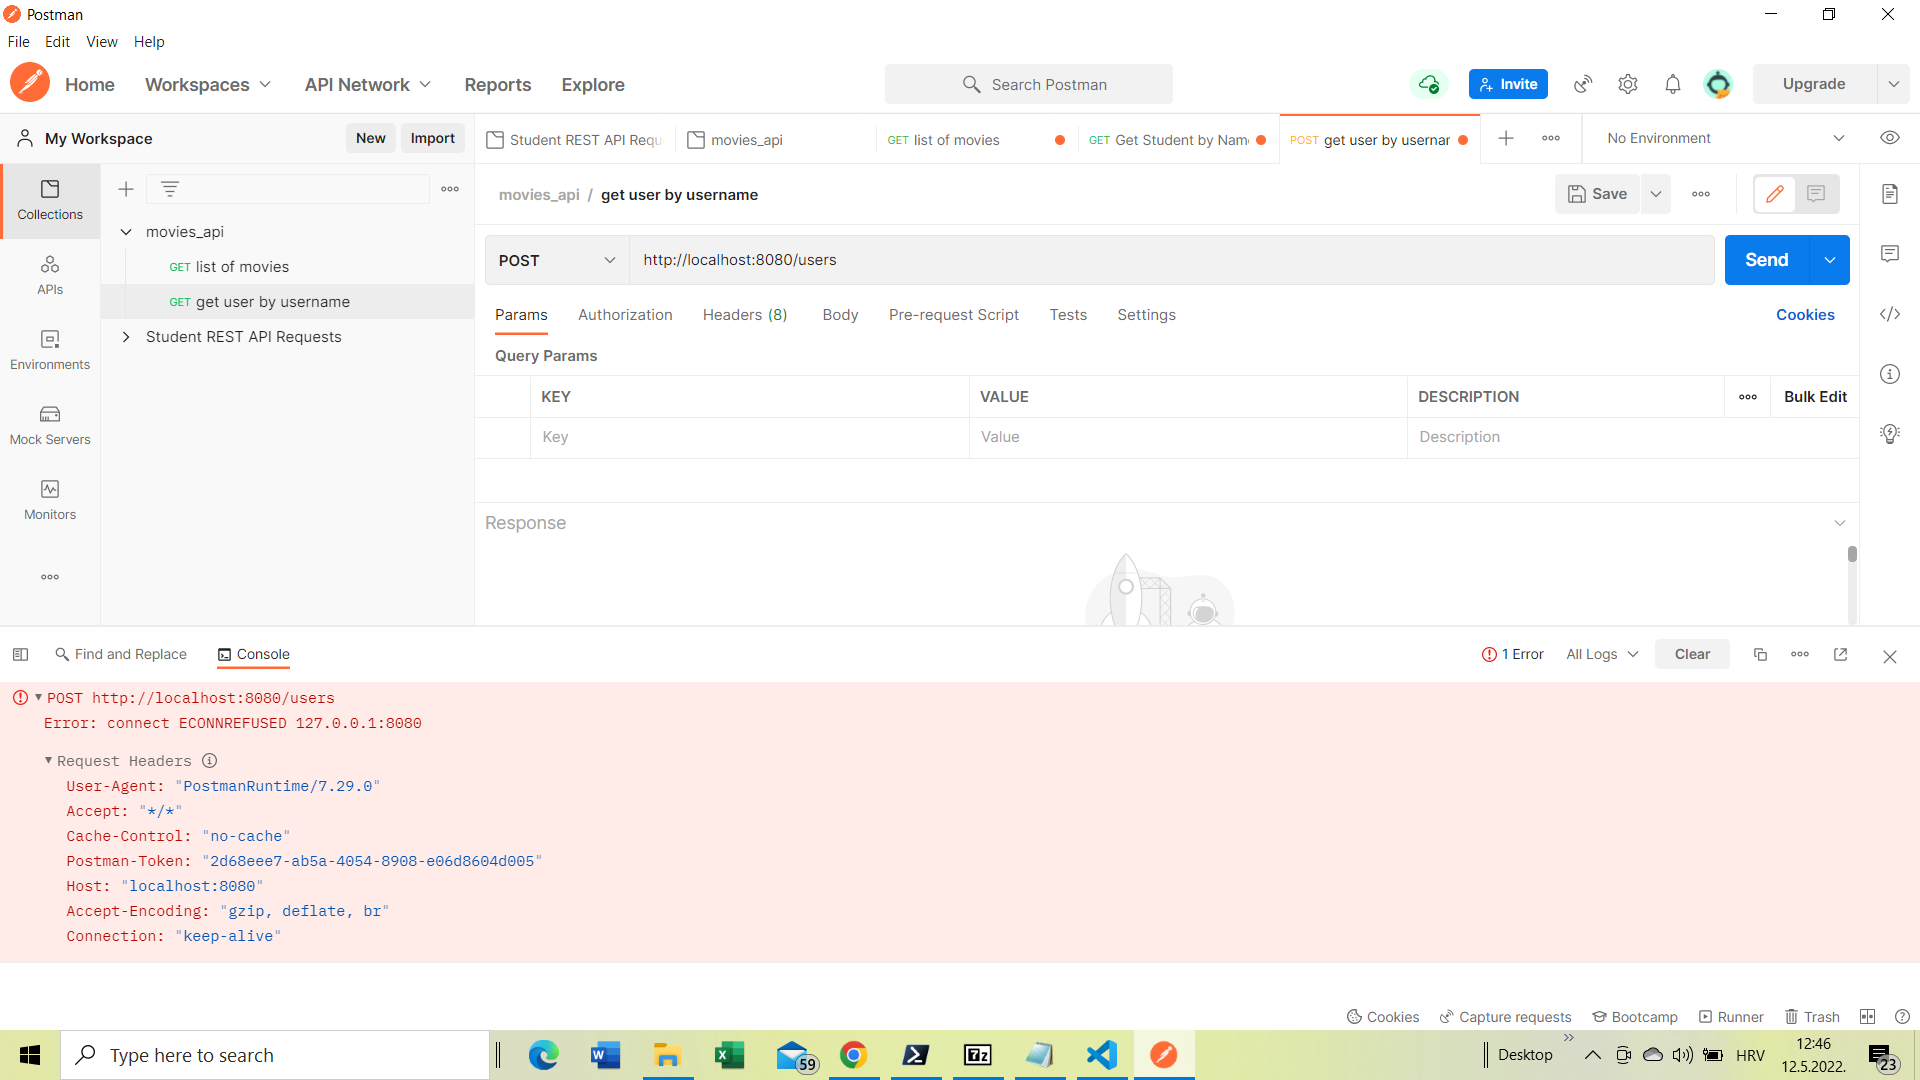 Postman
File Edit View Help
Home Workspaces API Network Reports Explore Search Postman Invite Upgrade
My Workspace New Import Student REST API Requ movies_api GET list of movies GET Get Student by Nam POST get user by usernar No Environment
movies_api / get user by username Save
Collections
movies_api
GET list of movies
GET get user by username
Student REST API Requests
APIs
Environments
Mock Servers
Monitors
POST http://localhost:8080/users Send
Params Authorization Headers (8) Body Pre-request Script Tests Settings Cookies
Query Params
KEY VALUE DESCRIPTION Bulk Edit
Key Value Description
Response
Find and Replace Console 1 Error All Logs Clear
POST http://localhost:8080/users
Error: connect ECONNREFUSED 127.0.0.1:8080
Request Headers
User-Agent: "PostmanRuntime/7.29.0"
Accept: "*/*"
Cache-Control: "no-cache"
Postman-Token: "2d68eee7-ab5a-4054-8908-e06d8604d005"
Host: "localhost:8080"
Accept-Encoding: "gzip, deflate, br"
Connection: "keep-alive"
Cookies Capture requests Bootcamp Runner Trash
Type here to search 59 7z Desktop HRV 12:46
12.5.2022. 23